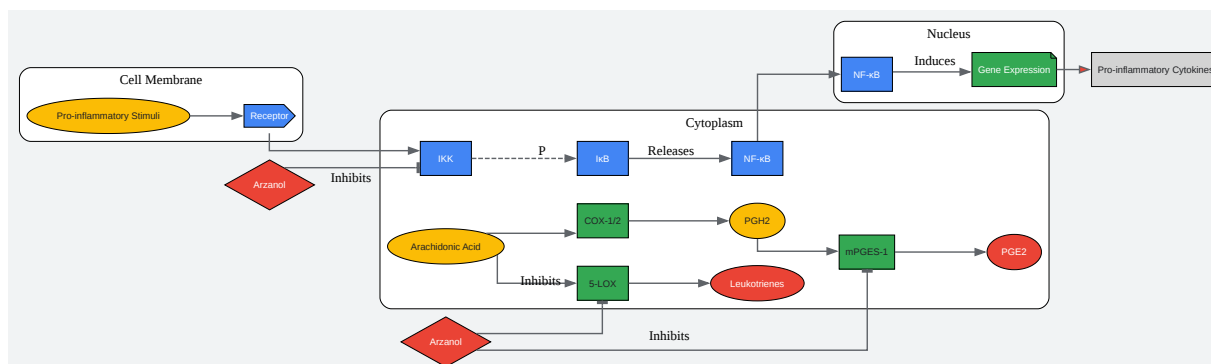 Nucleus
NF-κB
Induces
Gene Expression
Pro-inflammatory Cytokines
Cell Membrane
Pro-inflammatory Stimuli
Receptor
Cytoplasm
IKK
P
IκB
Releases
NF-κB
Arzanol
Inhibits
COX-1/2
PGH2
Arachidonic Acid
mPGES-1
PGE2
Inhibits
5-LOX
Leukotrienes
Arzanol
Inhibits